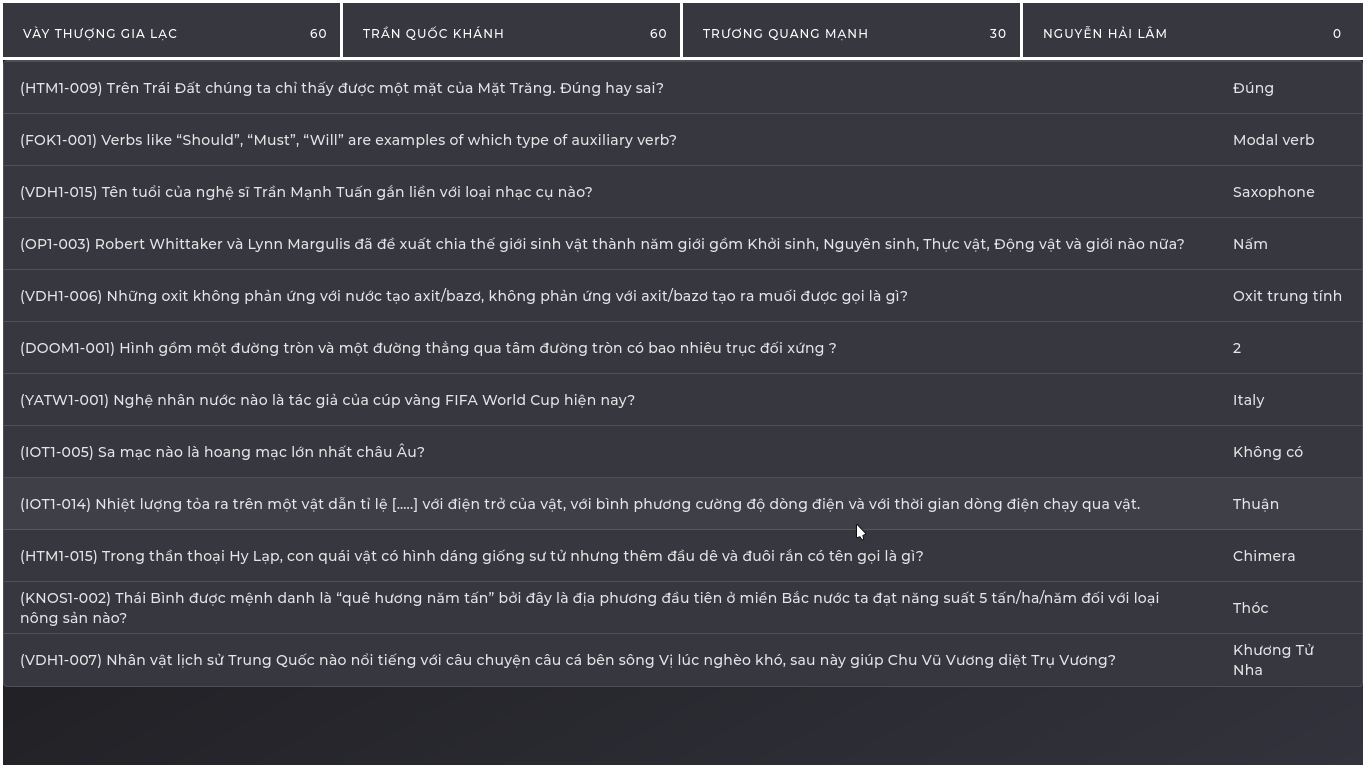 VÀY THƯỢNG GIA LẠC 60 TRẦN QUỐC KHÁNH 60 TRƯƠNG QUANG MẠNH 30 NGUYỄN HẢI LÂM 0
(HTM1-009) Trên Trái Đất chúng ta chỉ thấy được một mặt của Mặt Trăng. Đúng hay sai? Đúng
(FOK1-001) Verbs like “Should”, “Must”, “Will” are examples of which type of auxiliary verb? Modal verb
(VDH1-015) Tên tuổi của nghệ sĩ Trần Mạnh Tuấn gắn liền với loại nhạc cụ nào? Saxophone
(OP1-003) Robert Whittaker và Lynn Margulis đã đề xuất chia thế giới sinh vật thành năm giới gồm Khởi sinh, Nguyên sinh, Thực vật, Động vật và giới nào nữa? Nấm
(VDH1-006) Những oxit không phản ứng với nước tạo axit/bazơ, không phản ứng với axit/bazơ tạo ra muối được gọi là gì? Oxit trung tính
(DOOM1-001) Hình gồm một đường tròn và một đường thẳng qua tâm đường tròn có bao nhiêu trục đối xứng ? 2
(YATW1-001) Nghệ nhân nước nào là tác giả của cúp vàng FIFA World Cup hiện nay? Italy
(IOT1-005) Sa mạc nào là hoang mạc lớn nhất châu Âu? Không có
(IOT1-014) Nhiệt lượng tỏa ra trên một vật dẫn tỉ lệ [.....] với điện trở của vật, với bình phương cường độ dòng điện và với thời gian dòng điện chạy qua vật. Thuận
(HTM1-015) Trong thần thoại Hy Lạp, con quái vật có hình dáng giống sư tử nhưng thêm đầu dê và đuôi rắn có tên gọi là gì? Chimera
(KNOS1-002) Thái Bình được mệnh danh là “quê hương năm tấn” bởi đây là địa phương đầu tiên ở miền Bắc nước ta đạt năng suất 5 tấn/ha/năm đối với loại
nông sản nào? Thóc
(VDH1-007) Nhân vật lịch sử Trung Quốc nào nổi tiếng với câu chuyện câu cá bên sông Vị lúc nghèo khó, sau này giúp Chu Vũ Vương diệt Trụ Vương? Khương Tử
Nha